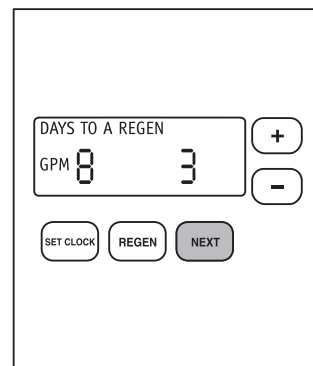 DAYS TO A REGEN
GPM 8 3
+
-
SET CLOCK REGEN NEXT